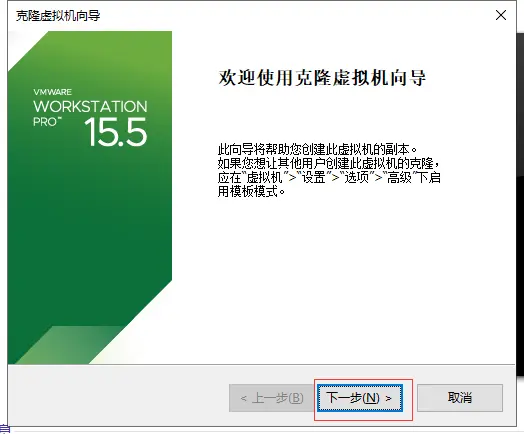 克隆虚拟机向导
VMWARE
WORKSTATION
PRO™
15.5
欢迎使用克隆虚拟机向导
此向导将帮助您创建此虚拟机的副本。
如果您想让其他用户创建此虚拟机的克隆，
应在“虚拟机”>“设置”>“选项”>“高级”下启
用模板模式。
< 上一步(B)
下一步(N) >
取消